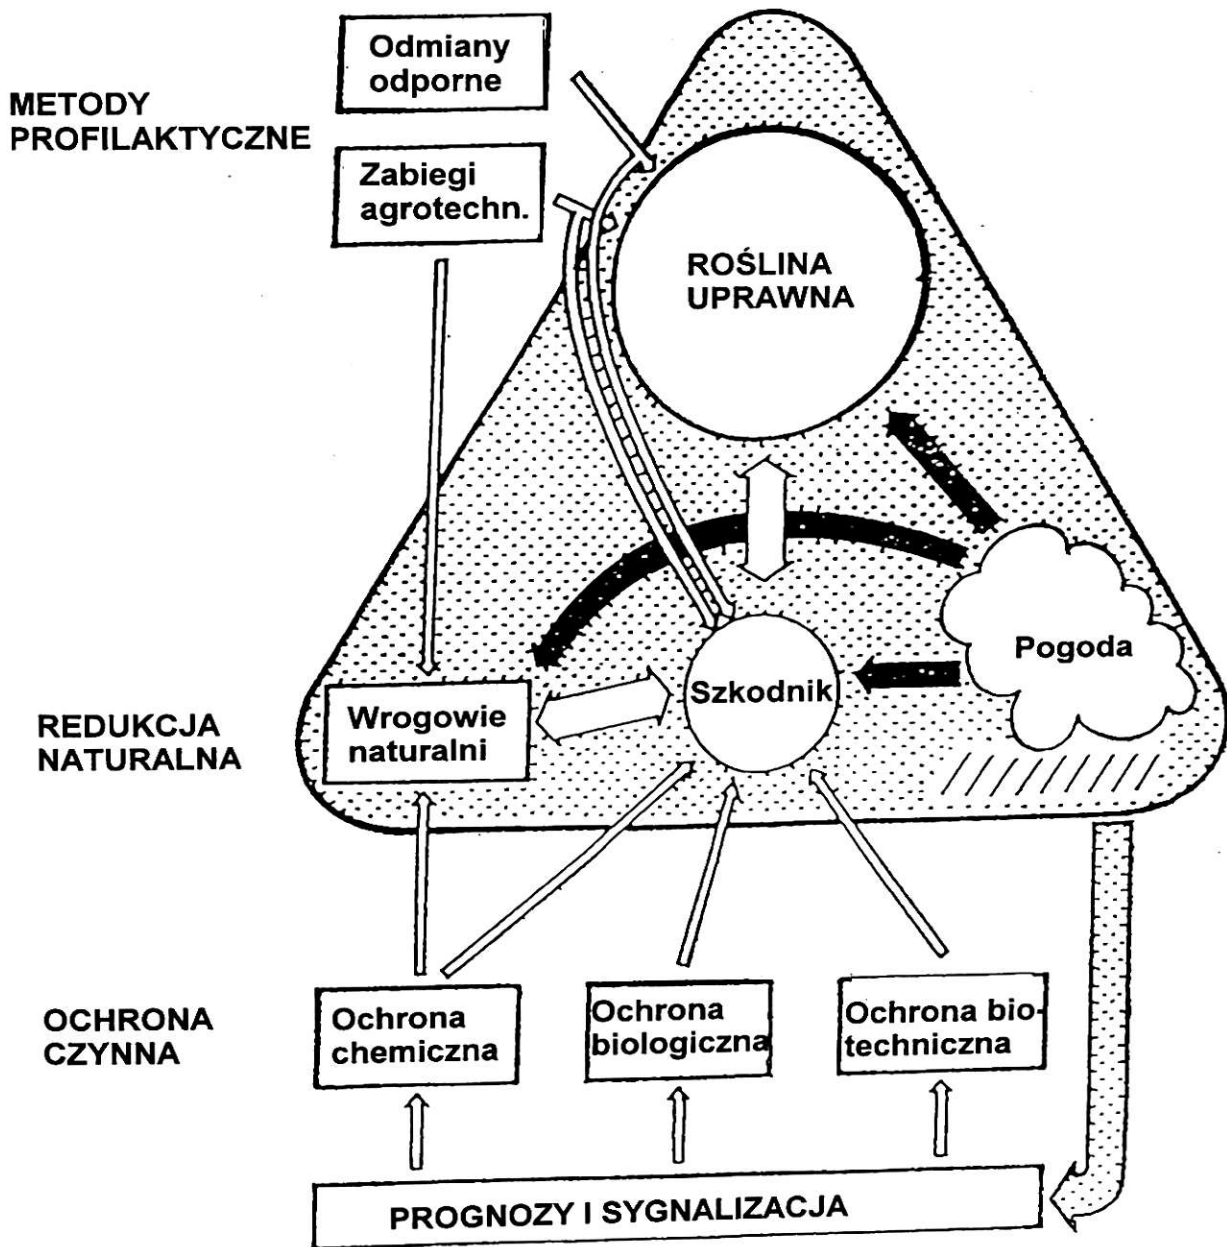 Odmiany
odporne
METODY
PROFILAKTYCZNE
Zabiegi
agrotechn.
ROŚLINA
UPRAWNA
Pogoda
Szkodnik
REDUKCJA
NATURALNA
Wrogowie
naturalni
OCHRONA
CZYNNA
Ochrona
chemiczna
Ochrona
biologiczna
Ochrona bio-
techniczna
PROGNOZY I SYGNALIZACJA